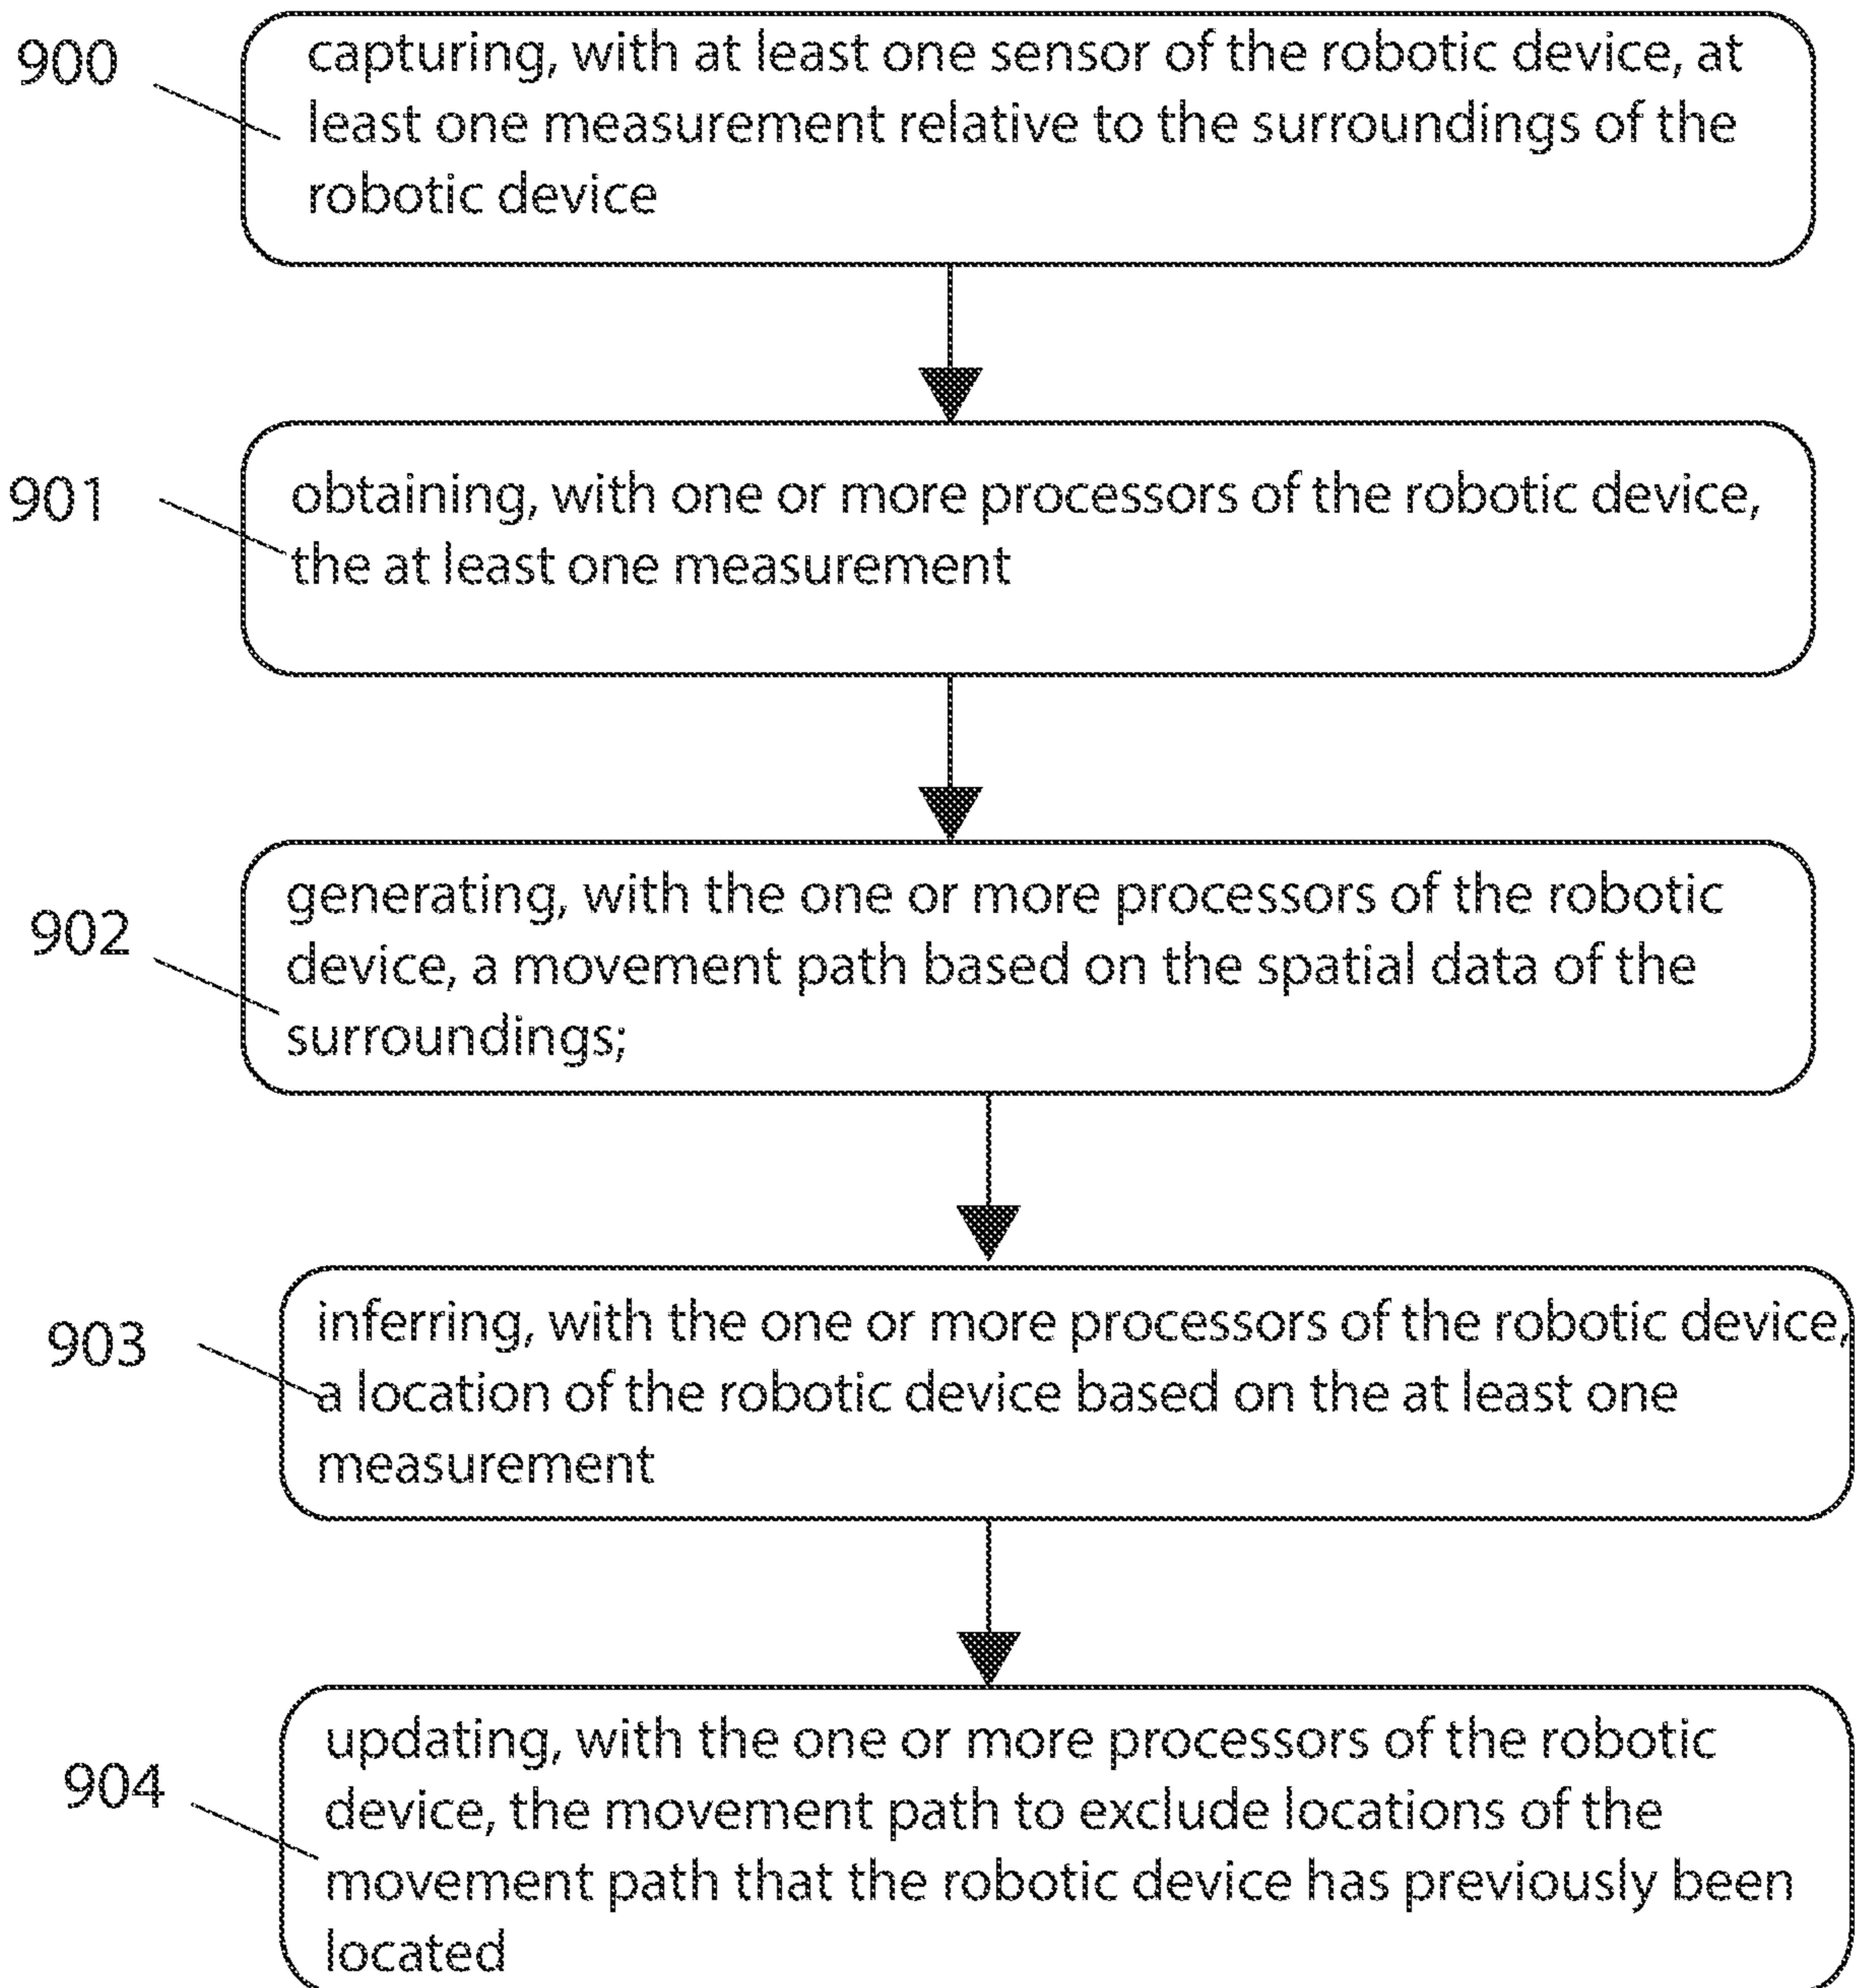 900
capturing, with at least one sensor of the robotic device, at
least one measurement relative to the surroundings of the
robotic device
901
obtaining, with one or more processors of the robotic device,
the at least one measurement
902
generating, with the one or more processors of the robotic
device, a movement path based on the spatial data of the
surroundings;
903
inferring, with the one or more processors of the robotic device,
a location of the robotic device based on the at least one
measurement
904
updating, with the one or more processors of the robotic
device, the movement path to exclude locations of the
movement path that the robotic device has previously been
located